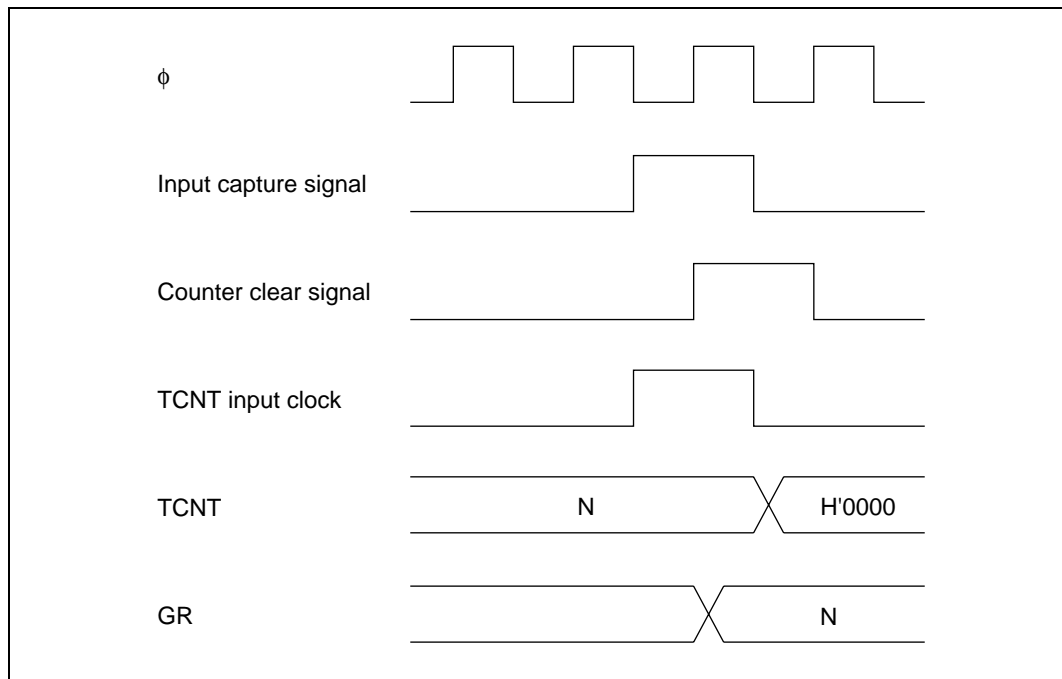 ϕ
Input capture signal
Counter clear signal
TCNT input clock
TCNT
N
H'0000
GR
N